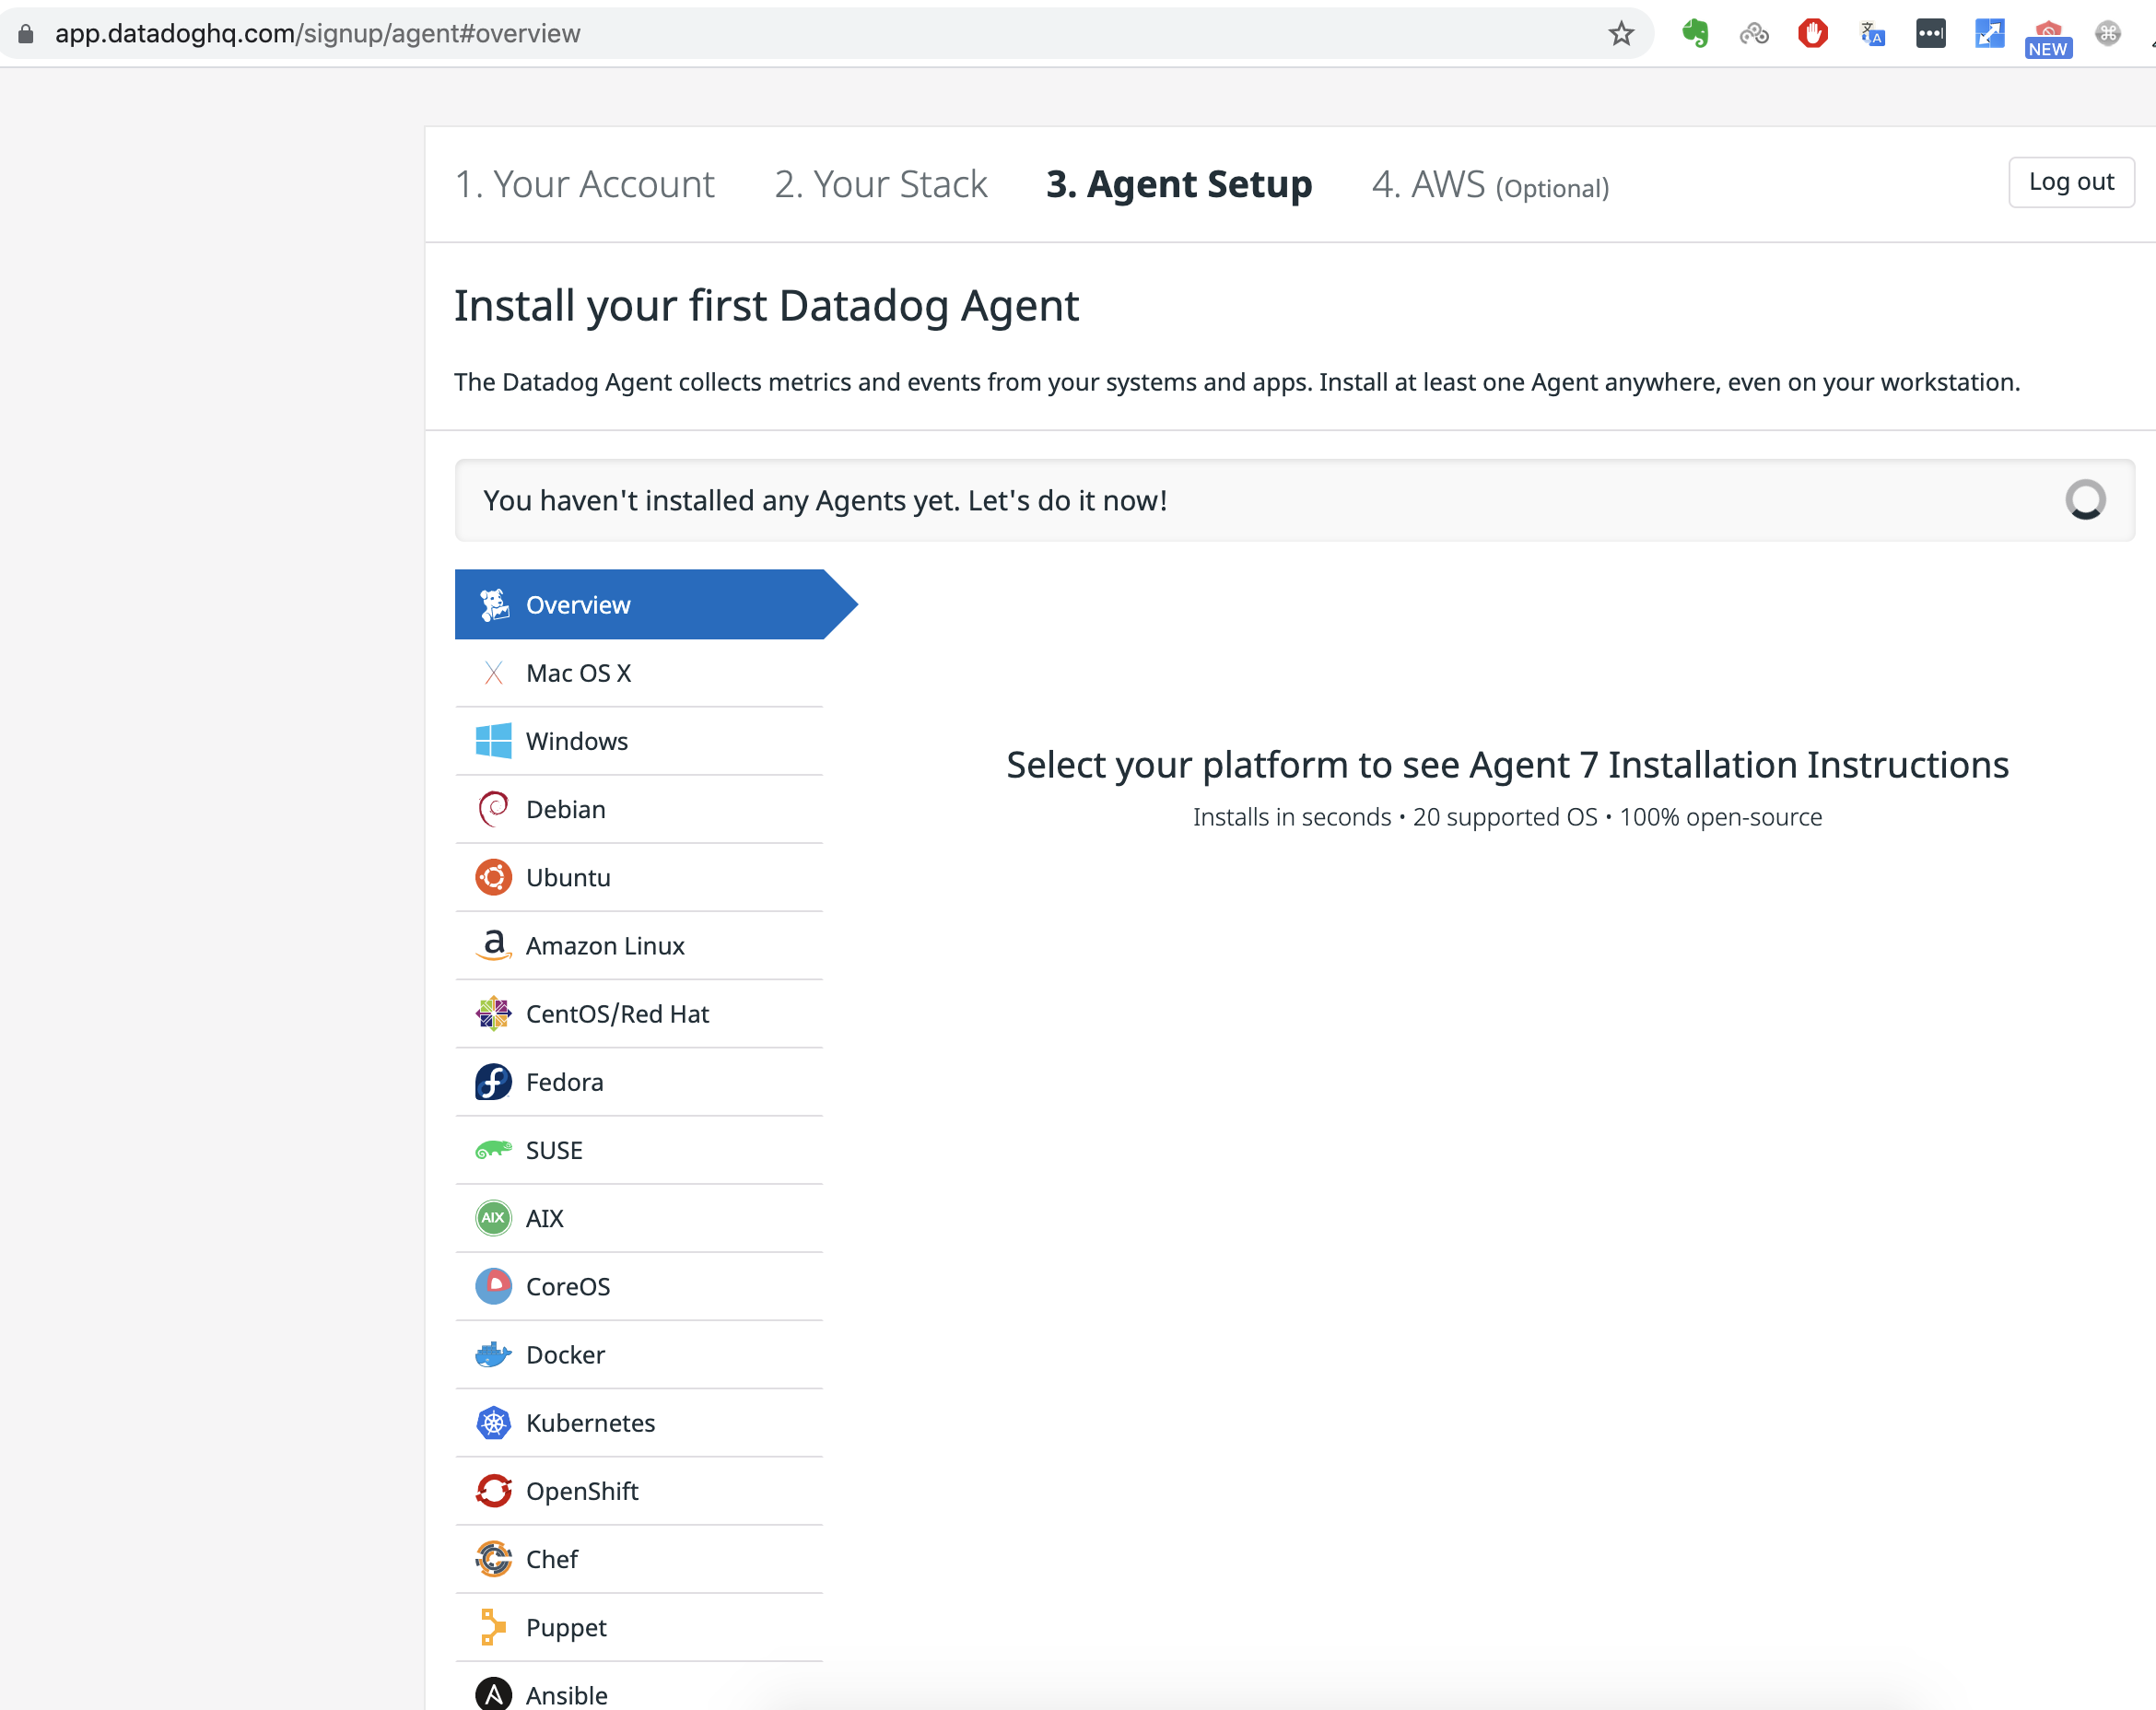 app.datadoghq.com/signup/agent#overview
NEW
1. Your Account 2. Your Stack 3. Agent Setup 4. AWS (Optional) Log out
Install your first Datadog Agent
The Datadog Agent collects metrics and events from your systems and apps. Install at least one Agent anywhere, even on your workstation.
You haven't installed any Agents yet. Let's do it now!
Overview
Mac OS X
Windows
Select your platform to see Agent 7 Installation Instructions
Installs in seconds • 20 supported OS • 100% open-source
Debian
Ubuntu
Amazon Linux
CentOS/Red Hat
Fedora
SUSE
AIX AIX
CoreOS
Docker
Kubernetes
OpenShift
Chef
Puppet
Ansible